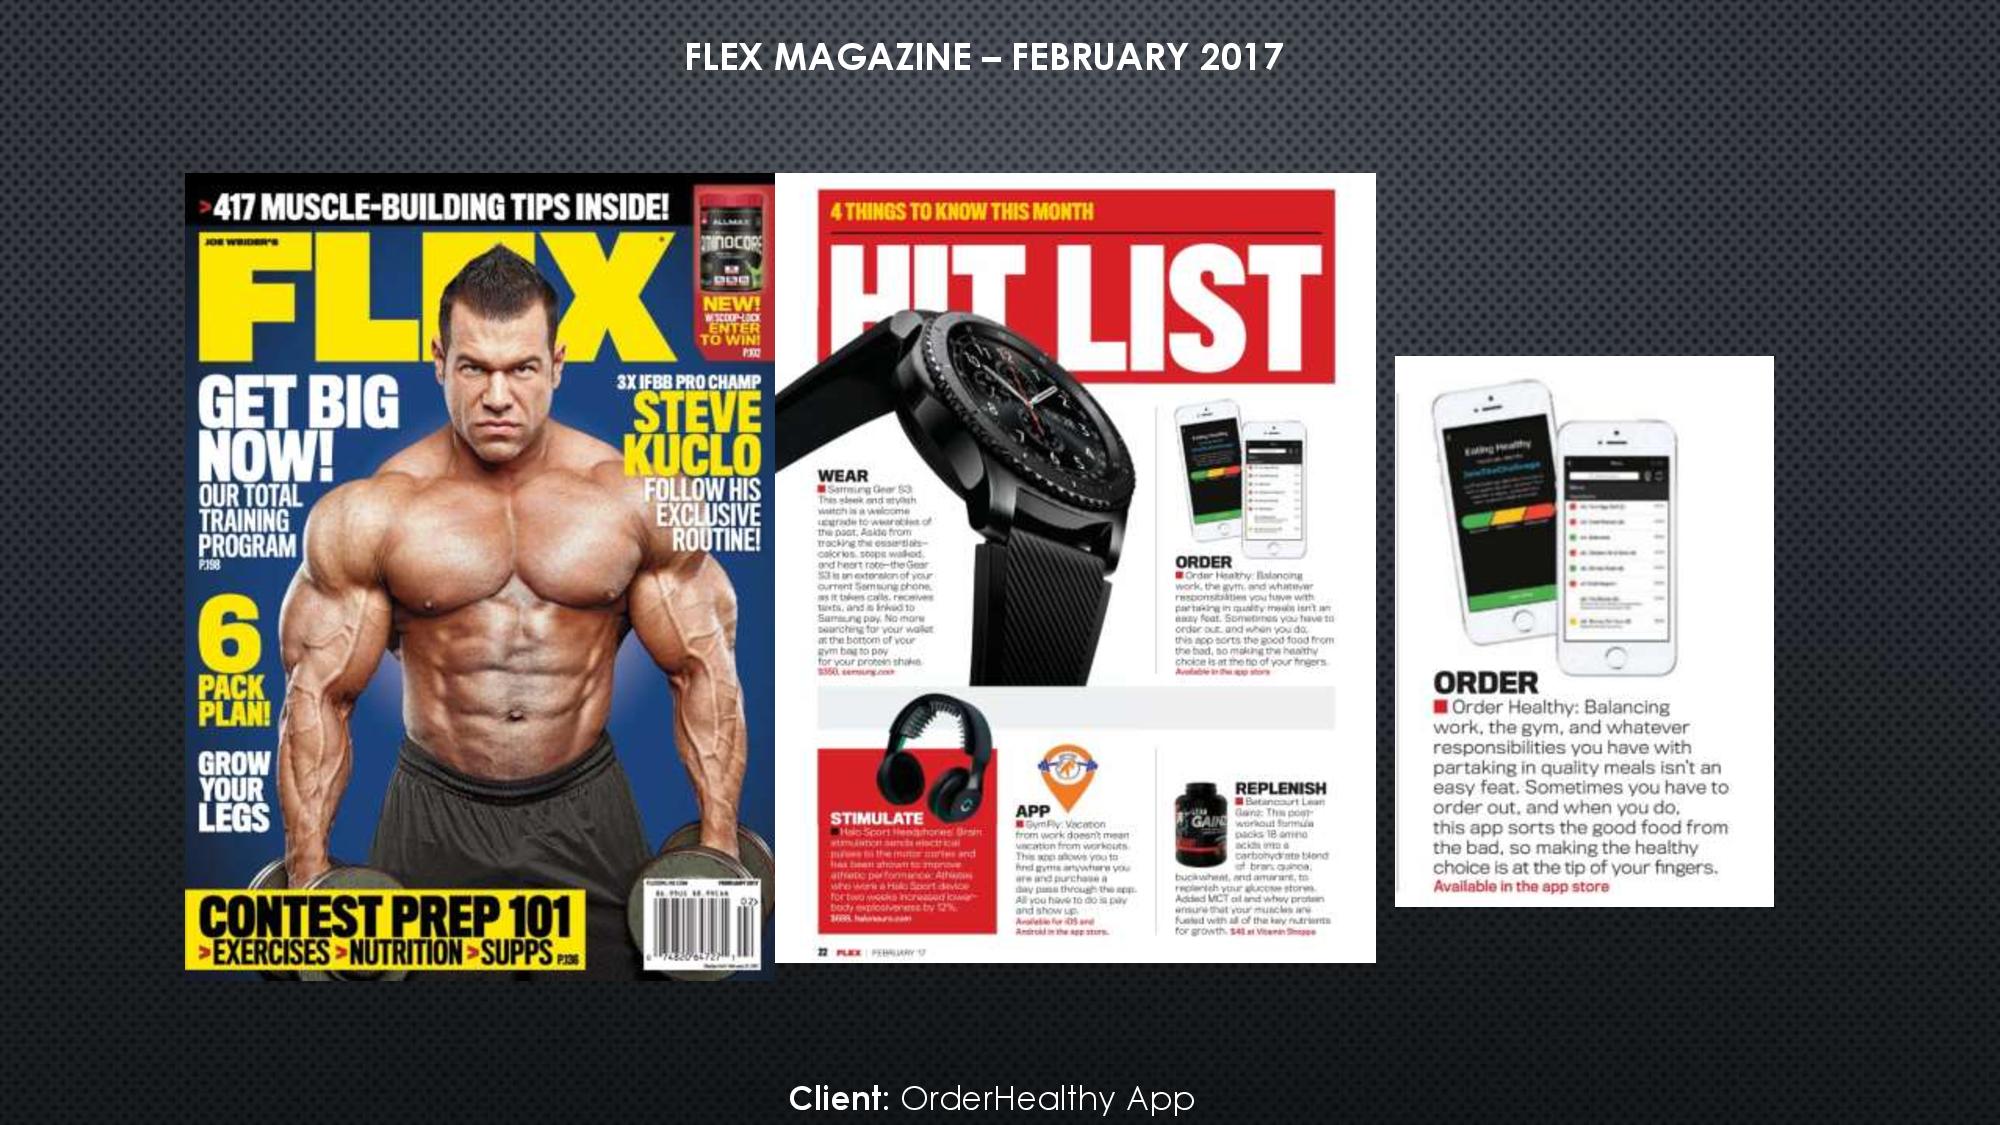 FLEX MAGAZINE – FEBRUARY 2017
>417 MUSCLE-BUILDING TIPS INSIDE!
JOE WEIDER'S
FLEX
ALLMAX
AMINOCORE
NEW!
W/SCOOP-LOCK
ENTER
TO WIN!
P.102
GET BIG
NOW!
OUR TOTAL
TRAINING
PROGRAM
P.198
3X IFBB PRO CHAMP
STEVE
KUCLO
FOLLOW HIS
EXCLUSIVE
ROUTINE!
6
PACK
PLAN!
GROW
YOUR
LEGS
CONTEST PREP 101
>EXERCISES >NUTRITION >SUPPS P.136
FEBRUARY 2017
02>
4 THINGS TO KNOW THIS MONTH
HIT LIST
WEAR
Samsung Gear S3:
This sleek and stylish
watch is a welcome
upgrade to wearables of
the past. Aside from
tracking the essentials—
calories, steps walked,
and heart rate—the Gear
S3 is an extension of your
current Samsung phone,
as it takes calls, receives
texts, and is linked to
Samsung pay. No more
searching for your wallet
at the bottom of your
gym bag to pay
for your protein shake.
$350, samsung.com
ORDER
Order Healthy: Balancing
work, the gym, and whatever
responsibilities you have with
partaking in quality meals isn't an
easy feat. Sometimes you have to
order out, and when you do,
this app sorts the good food from
the bad, so making the healthy
choice is at the tip of your fingers.
Available in the app store
STIMULATE
Halo Sport Headphones: Brain
stimulation sends electrical
pulses to the motor cortex and
has been shown to improve
athletic performance: Athletes
who wore a Halo Sport device
for two weeks increased lower-
body explosiveness by 12%.
$699, haloneuro.com
APP
GymFly: Vacation
from work doesn't mean
vacation from workouts.
This app allows you to
find gyms anywhere you
are and purchase a
day pass through the app.
All you have to do is pay
and show up.
Available for iOS and
Android in the app store.
LEAN
GAINZ
REPLENISH
Betancourt Lean
Gainz: This post-
workout formula
packs 18 amino
acids into a
carbohydrate blend
of bran, quinoa,
buckwheat, and amarant, to
replenish your glucose stores.
Added MCT oil and whey protein
ensure that your muscles are
fueled with all of the key nutrients
for growth. $46 at Vitamin Shoppe
22 FLEX | FEBRUARY '17
Eating Healthy
ORDER
Order Healthy: Balancing
work, the gym, and whatever
responsibilities you have with
partaking in quality meals isn't an
easy feat. Sometimes you have to
order out, and when you do,
this app sorts the good food from
the bad, so making the healthy
choice is at the tip of your fingers.
Available in the app store
Client: OrderHealthy App